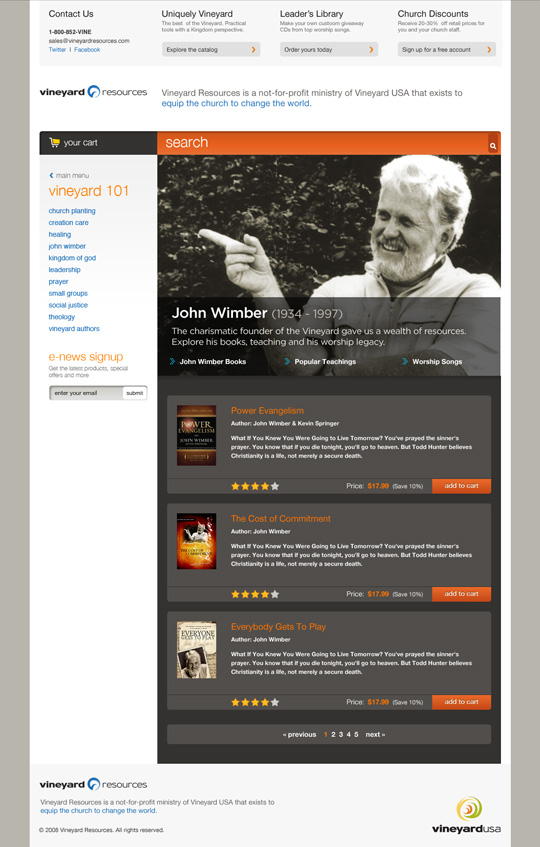 Contact Us
1-800-852-VINE
sales@vineyardresources.com
Twitter | Facebook
Uniquely Vineyard
The best of the Vineyard. Practical
tools with a Kingdom perspective.
Explore the catalog
Leader's Library
Make your own custoom giveaway
CDs from top worship songs.
Order yours today
Church Discounts
Receive 20-30% off retail prices for
you and your church staff.
Sign up for a free account
vineyard resources
Vineyard Resources is a not-for-profit ministry of Vineyard USA that exists to
equip the church to change the world.
your cart
search
main menu
vineyard 101
church planting
creation care
healing
john wimber
kingdom of god
leadership
prayer
small groups
social justice
theology
vineyard authors
e-news signup
Get the latest products, special
offers and more
enter your email
submit
John Wimber (1934 - 1997)
The charismatic founder of the Vineyard gave us a wealth of resources.
Explore his books, teaching and his worship legacy.
John Wimber Books
Popular Teachings
Worship Songs
POWER
EVANGELISM
JOHN WIMBER
Power Evangelism
Author: John Wimber & Kevin Springer
What If You Knew You Were Going to Live Tomorrow? You've prayed the sinner's
prayer. You know that if you die tonight, you'll go to heaven. But Todd Hunter believes
Christianity is a life, not merely a secure death.
Price: $17.99 (Save 10%)
add to cart
The Cost of Commitment
Author: John Wimber
What If You Knew You Were Going to Live Tomorrow? You've prayed the sinner's
prayer. You know that if you die tonight, you'll go to heaven. But Todd Hunter believes
Christianity is a life, not merely a secure death.
Price: $17.99 (Save 10%)
add to cart
EVERYONE
GETS TO PLAY
Everybody Gets To Play
Author: John Wimber
What If You Knew You Were Going to Live Tomorrow? You've prayed the sinner's
prayer. You know that if you die tonight, you'll go to heaven. But Todd Hunter believes
Christianity is a life, not merely a secure death.
Price: $17.99 (Save 10%)
add to cart
« previous 1 2 3 4 5 next »
vineyard resources
Vineyard Resources is a not-for-profit ministry of Vineyard USA that exists to
equip the church to change the world.
© 2008 Vineyard Resources. All rights reserved.
vineyardusa